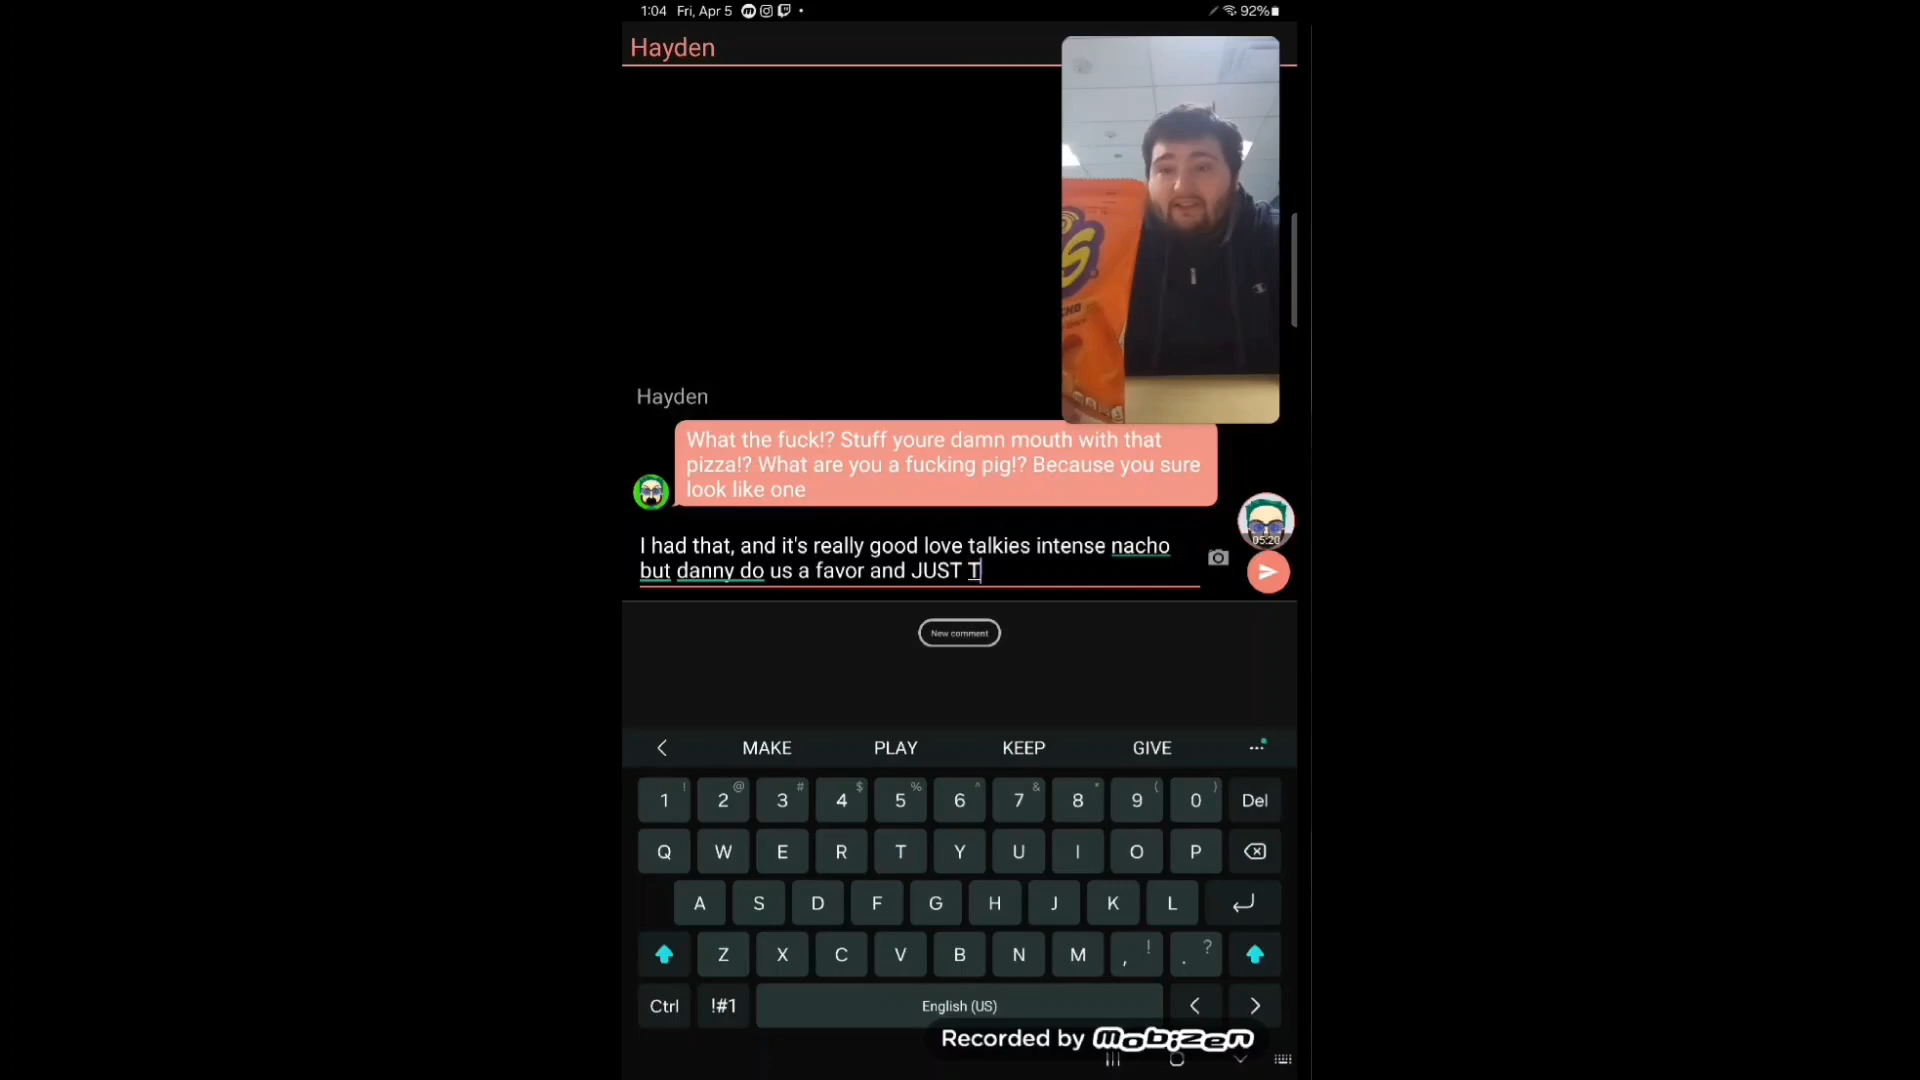 1:04 Fri, Apr 5
92%
Hayden
S
Hayden
What the fuck!? Stuff youre damn mouth with that
pizza!? What are you a fucking pig!? Because you sure
look like one
05:20
I had that, and it's really good love talkies intense nacho
but danny do us a favor and JUST T
New comment
MAKE PLAY KEEP GIVE
! @ # $ % ^ & * ( )
1 2 3 4 5 6 7 8 9 0 Del
Q W E R T Y U I O P
A S D F G H J K L
! ?
Z X C V B N M , .
Ctrl !#1 English (US) < >
Recorded by mobizen